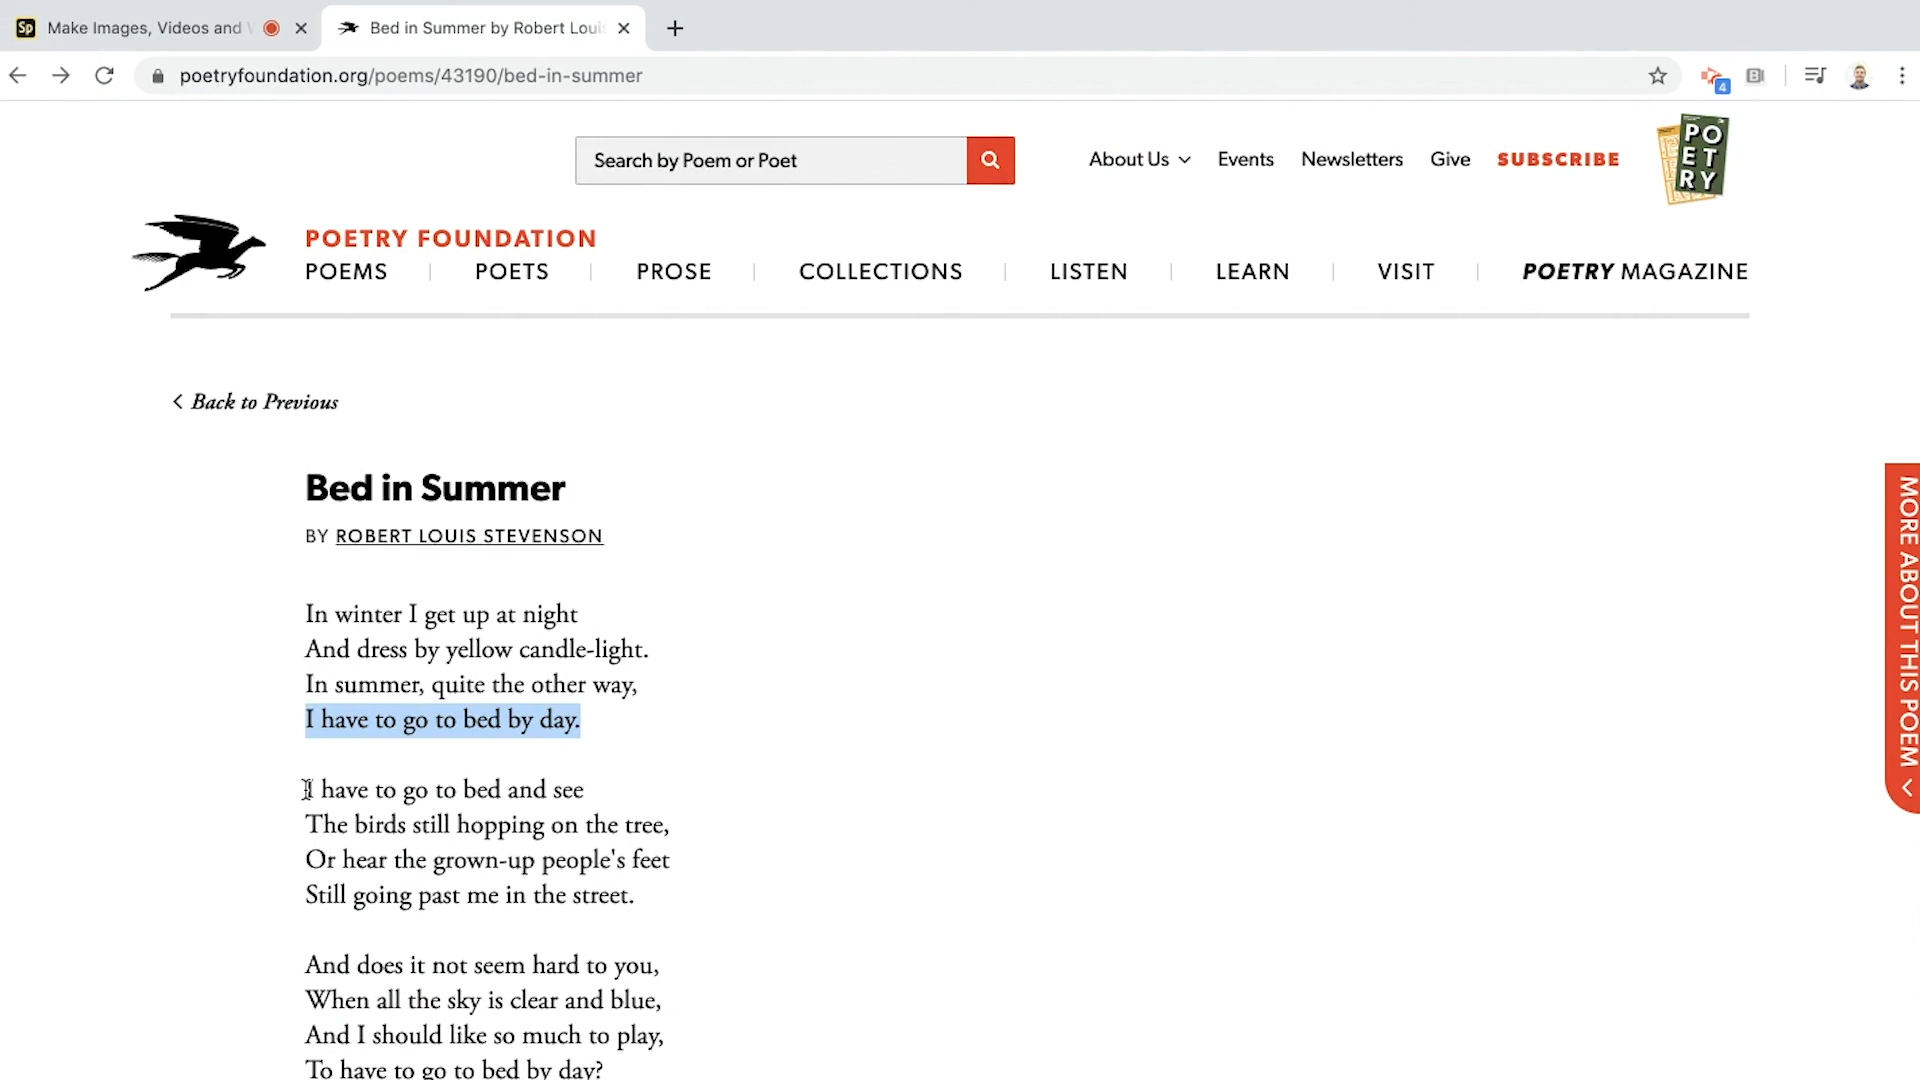 Sp Make Images, Videos and
Bed in Summer by Robert Loui
poetryfoundation.org/poems/43190/bed-in-summer
4
Search by Poem or Poet
About Us
Events
Newsletters
Give
SUBSCRIBE
PO
ET
RY
POETRY FOUNDATION
POEMS
POETS
PROSE
COLLECTIONS
LISTEN
LEARN
VISIT
POETRY MAGAZINE
Back to Previous
Bed in Summer
BY ROBERT LOUIS STEVENSON
In winter I get up at night
And dress by yellow candle-light.
In summer, quite the other way,
I have to go to bed by day.
I have to go to bed and see
The birds still hopping on the tree,
Or hear the grown-up people's feet
Still going past me in the street.
And does it not seem hard to you,
When all the sky is clear and blue,
And I should like so much to play,
To have to go to bed by day?
MORE ABOUT THIS POEM